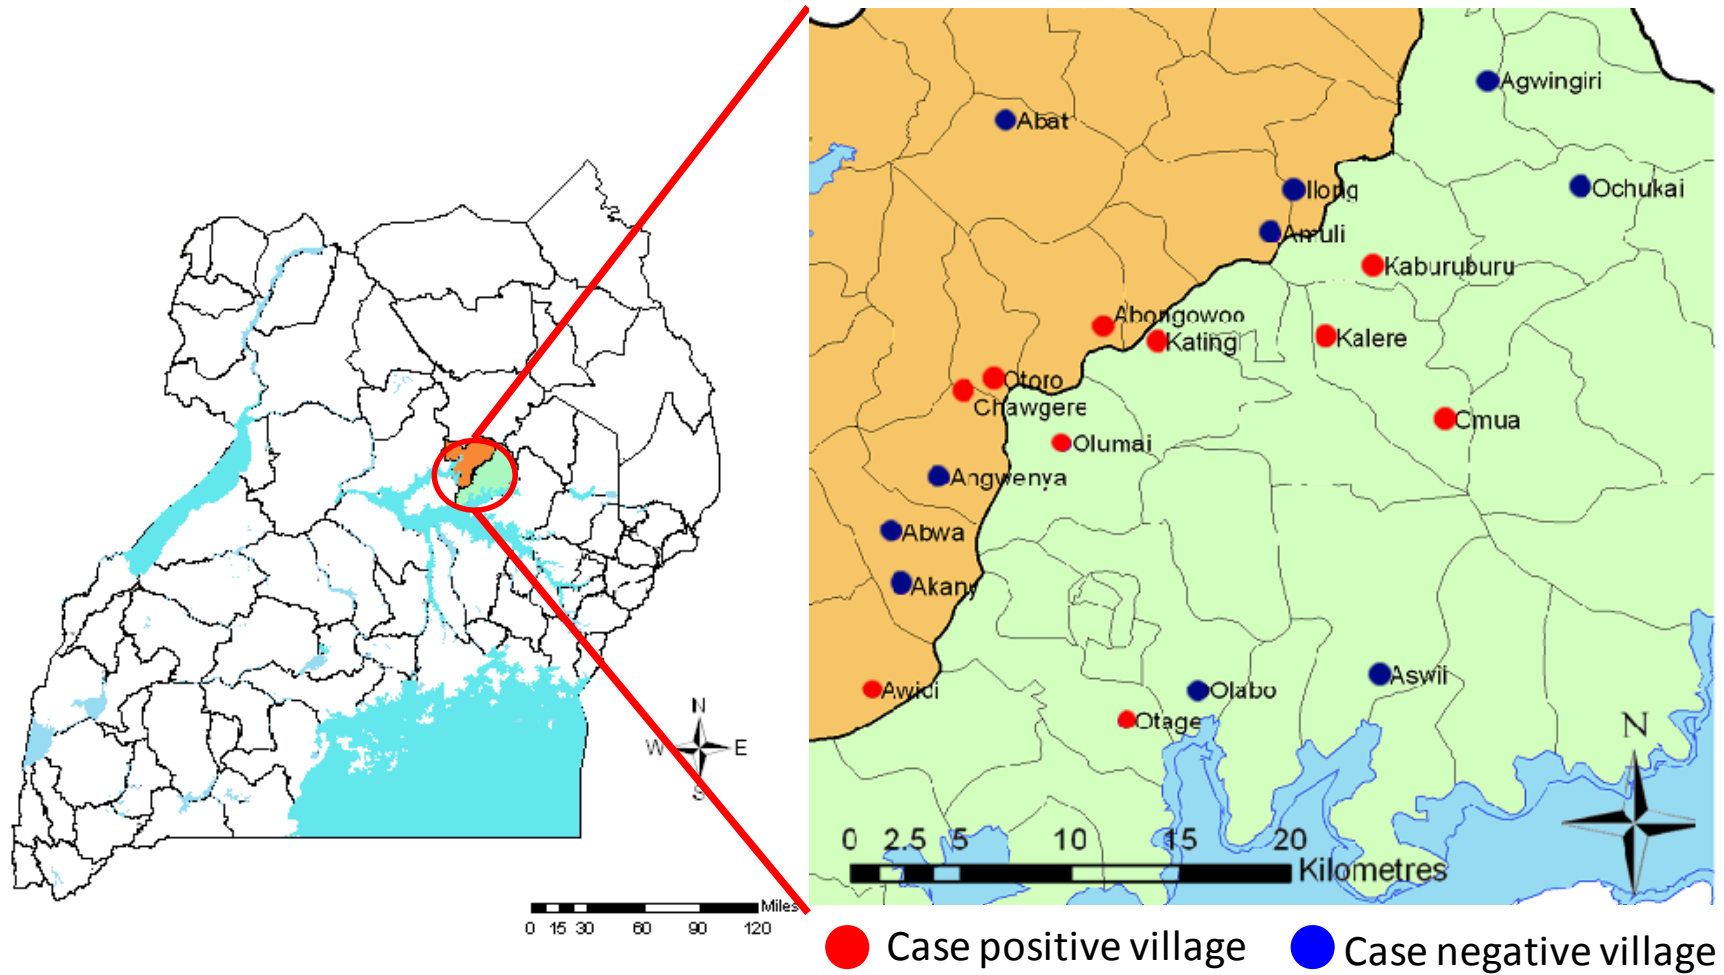 Agwingiri
Abat
Ilong
Ochukai
Amuli
Kaburuburu
Abongowoo
Kating
Kalere
Otoro
Chawgere
Cmua
Olumai
Angwenya
Abwa
Akany
Aswii
Awici
Olabo
Otage
N
W E
S
N
0 2.5 5 10 15 20
Kilometres
Miles
0 15 30 60 90 120
Case positive village
Case negative village